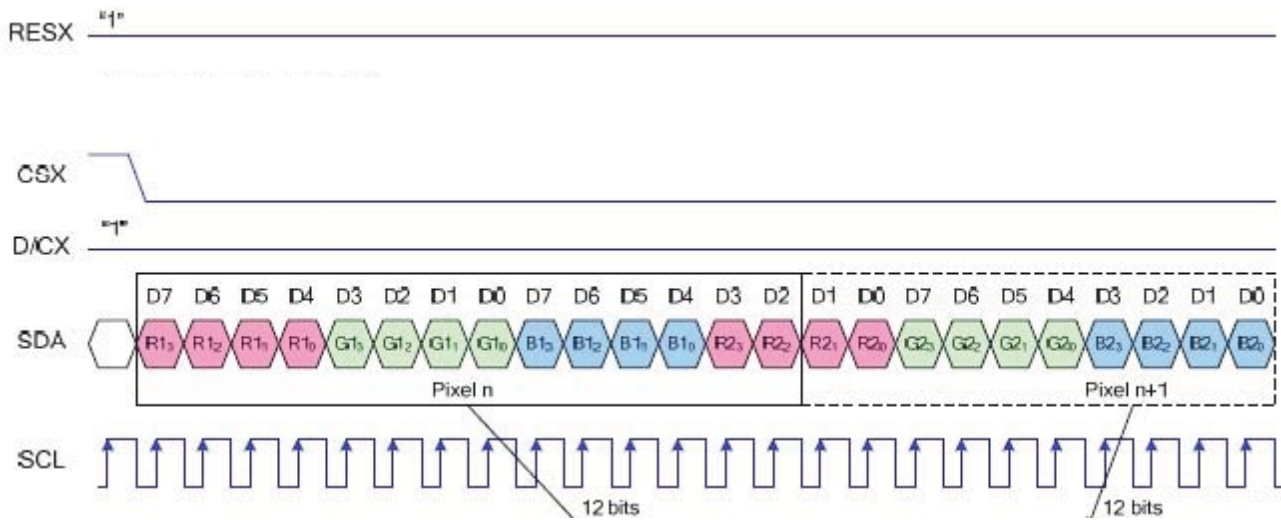 RESX "1"
CSX
D/CX "1"
D7 D6 D5 D4 D3 D2 D1 D0 D7 D6 D5 D4 D3 D2 D1 D0 D7 D6 D5 D4 D3 D2 D1 D0
SDA R1₃ R1₂ R1₁ R1₀ G1₃ G1₂ G1₁ G1₀ B1₃ B1₂ B1₁ B1₀ R2₃ R2₂ R2₁ R2₀ G2₃ G2₂ G2₁ G2₀ B2₃ B2₂ B2₁ B2₀
Pixel n Pixel n+1
SCL
12 bits 12 bits